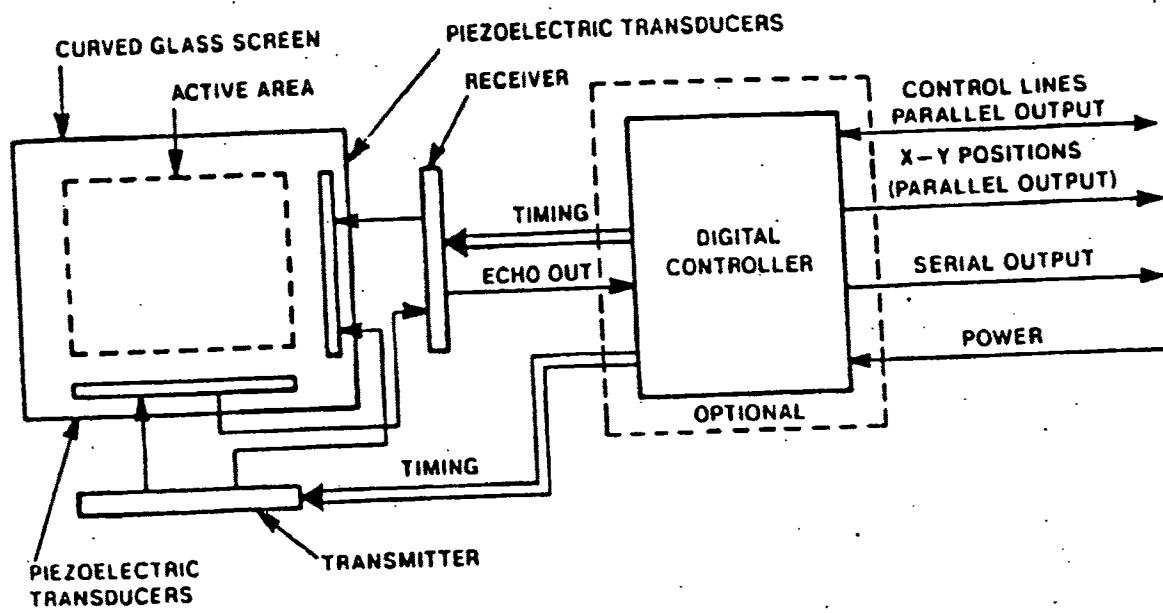 CURVED GLASS SCREEN
PIEZOELECTRIC TRANSDUCERS
ACTIVE AREA
RECEIVER
CONTROL LINES
PARALLEL OUTPUT
X-Y POSITIONS
(PARALLEL OUTPUT)
TIMING
DIGITAL
CONTROLLER
ECHO OUT
SERIAL OUTPUT
POWER
OPTIONAL
TIMING
TRANSMITTER
PIEZOELECTRIC
TRANSDUCERS